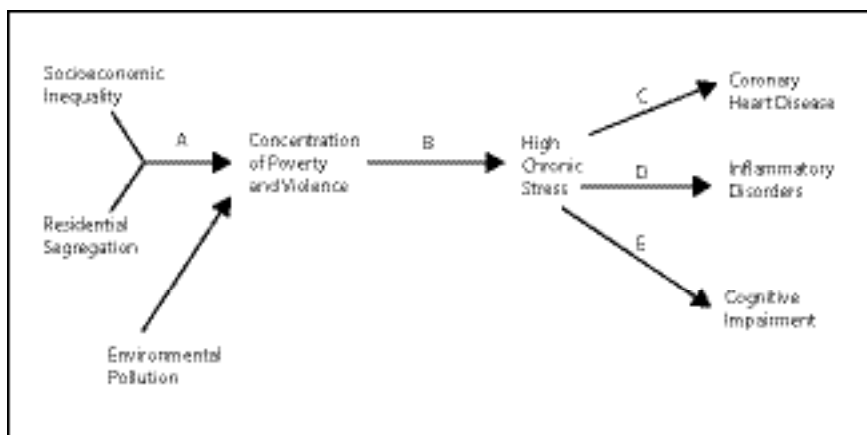 Socioeconomic
Inequality
A
Concentration
of Poverty
and Violence
Residential
Segregation
Environmental
Pollution
B
High
Chronic
Stress
C
Coronary
Heart Disease
D
Inflammatory
Disorders
E
Cognitive
Impairment